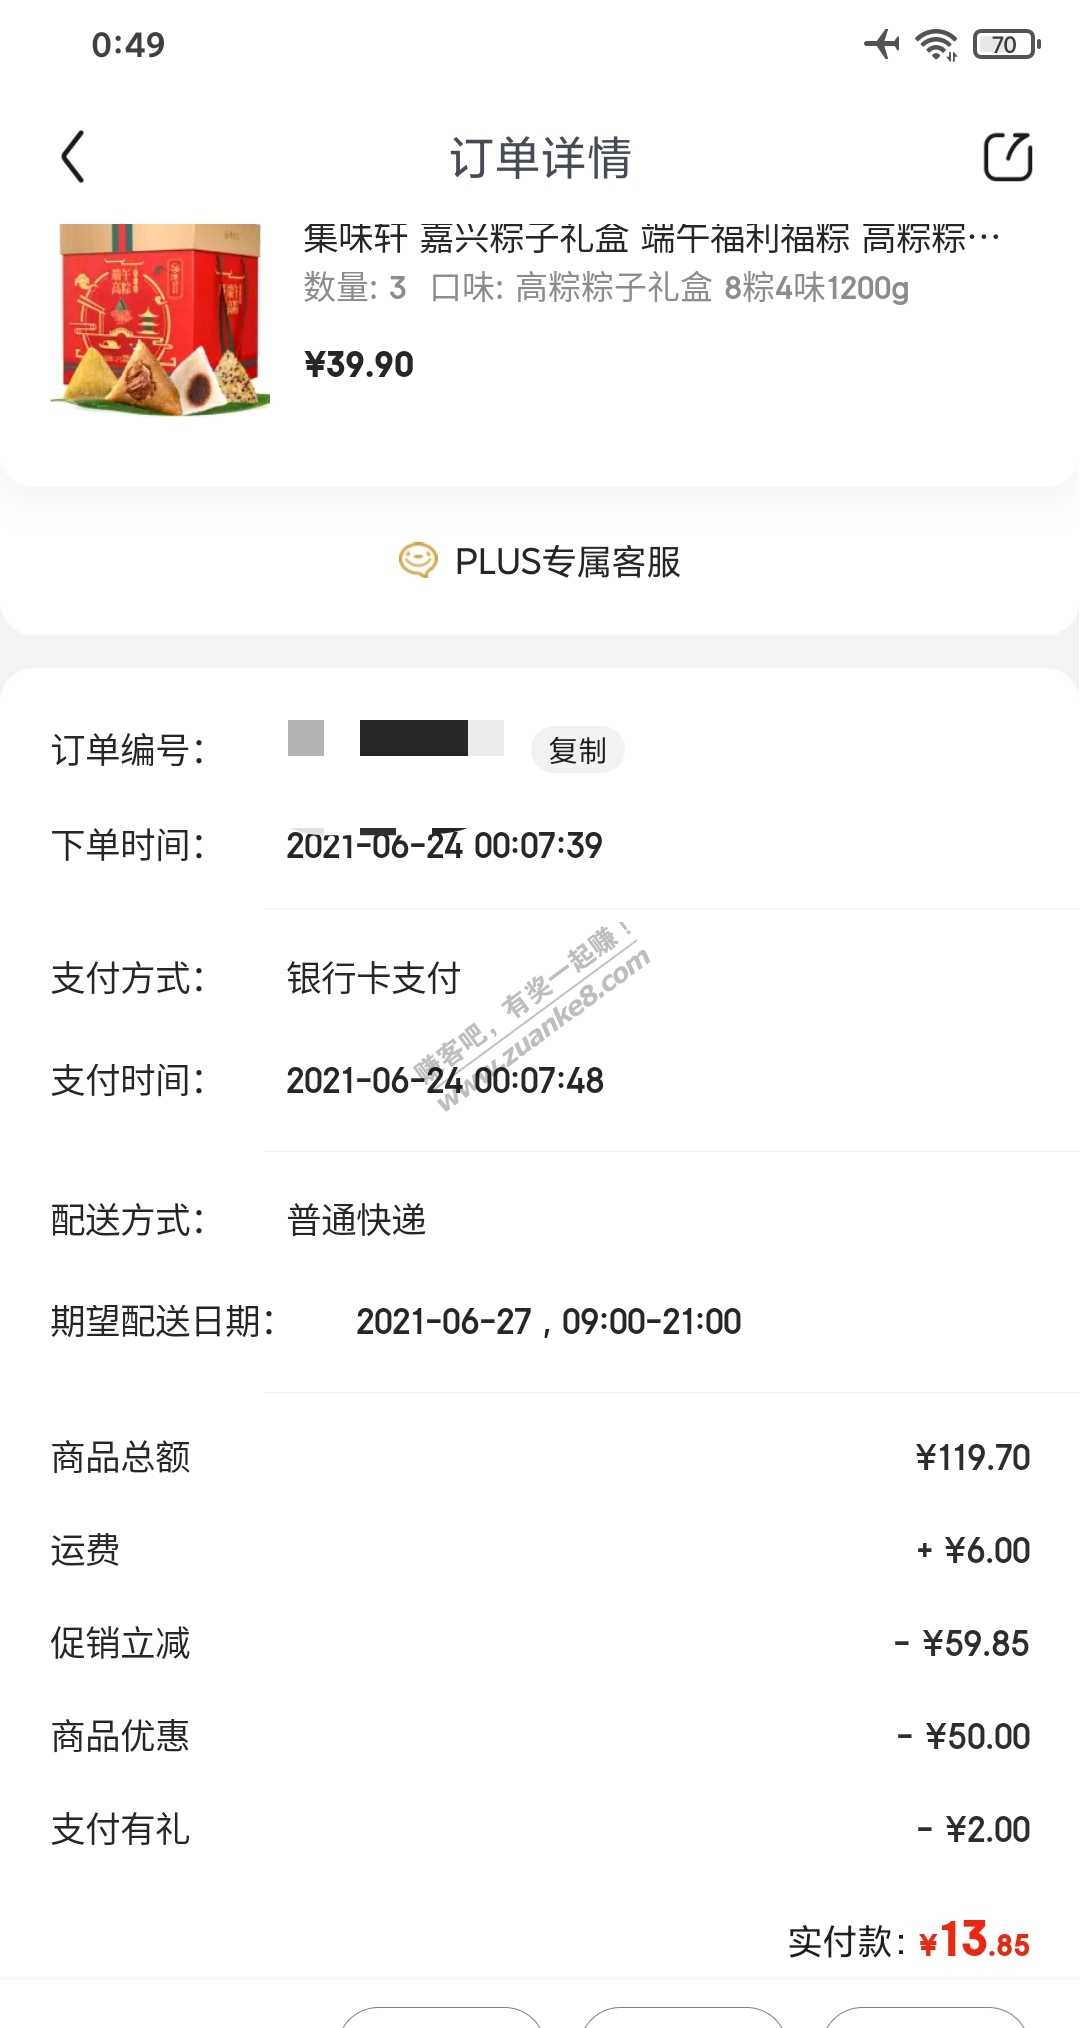 0:49
70
订单详情
集味轩 嘉兴粽子礼盒 端午福利福粽 高粽粽…
数量: 3 口味: 高粽粽子礼盒 8粽4味1200g
¥39.90
PLUS专属客服
订单编号:
复制
下单时间: 2021-06-24 00:07:39
支付方式: 银行卡支付
赚客吧，有奖一起赚！
www.zuanke8.com
支付时间: 2021-06-24 00:07:48
配送方式: 普通快递
期望配送日期: 2021-06-27 , 09:00-21:00
商品总额 ¥119.70
运费 + ¥6.00
促销立减 - ¥59.85
商品优惠 - ¥50.00
支付有礼 - ¥2.00
实付款: ¥13.85